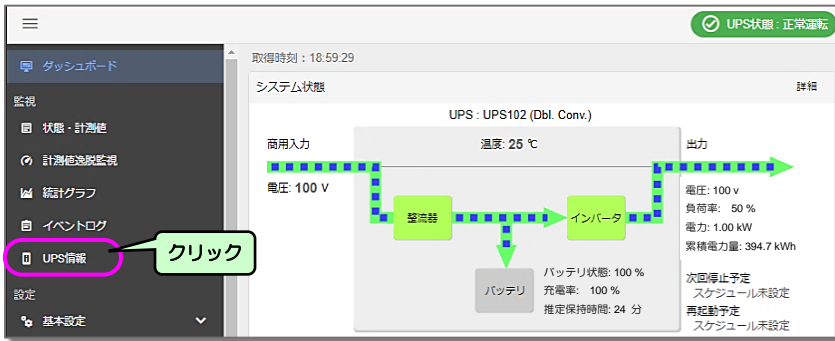 UPS状態 : 正常運転
ダッシュボード
監視
状態・計測値
計測値逸脱監視
統計グラフ
イベントログ
UPS情報
クリック
設定
基本設定
取得時刻 : 18:59:29
システム状態
詳細
UPS : UPS102 (Dbl. Conv.)
商用入力
温度: 25 ℃
出力
電圧: 100 V
電圧: 100 v
負荷率: 50 %
電力: 1.00 kW
累積電力量: 394.7 kWh
整流器
インバータ
バッテリ
バッテリ状態: 100 %
充電率: 100 %
推定保持時間: 24 分
次回停止予定
スケジュール未設定
再起動予定
スケジュール未設定